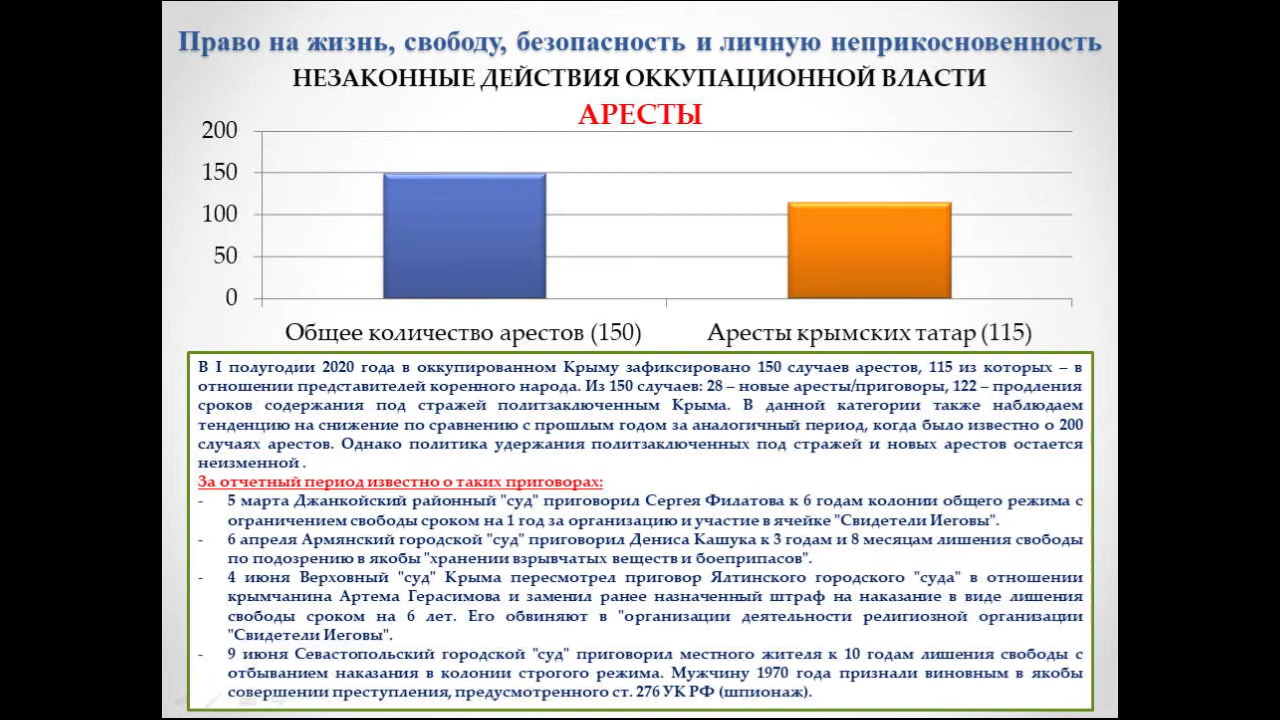 Право на жизнь, свободу, безопасность и личную неприкосновенность
НЕЗАКОННЫЕ ДЕЙСТВИЯ ОККУПАЦИОННОЙ ВЛАСТИ
АРЕСТЫ
200
150
100
50
0
Общее количество арестов (150) Аресты крымских татар (115)
В I полугодии 2020 года в оккупированном Крыму зафиксировано 150 случаев арестов, 115 из которых – в
отношении представителей коренного народа. Из 150 случаев: 28 – новые аресты/приговоры, 122 – продления
сроков содержания под стражей политзаключенным Крыма. В данной категории также наблюдаем
тенденцию на снижение по сравнению с прошлым годом за аналогичный период, когда было известно о 200
случаях арестов. Однако политика удержания политзаключенных под стражей и новых арестов остается
неизменной .
За отчетный период известно о таких приговорах:
- 5 марта Джанкойский районный "суд" приговорил Сергея Филатова к 6 годам колонии общего режима с
ограничением свободы сроком на 1 год за организацию и участие в ячейке "Свидетели Иеговы".
- 6 апреля Армянский городской "суд" приговорил Дениса Кашука к 3 годам и 8 месяцам лишения свободы
по подозрению в якобы "хранении взрывчатых веществ и боеприпасов".
- 4 июня Верховный "суд" Крыма пересмотрел приговор Ялтинского городского "суда" в отношении
крымчанина Артема Герасимова и заменил ранее назначенный штраф на наказание в виде лишения
свободы сроком на 6 лет. Его обвиняют в "организации деятельности религиозной организации
"Свидетели Иеговы".
- 9 июня Севастопольский городской "суд" приговорил местного жителя к 10 годам лишения свободы с
отбыванием наказания в колонии строгого режима. Мужчину 1970 года признали виновным в якобы
совершении преступления, предусмотренного ст. 276 УК РФ (шпионаж).